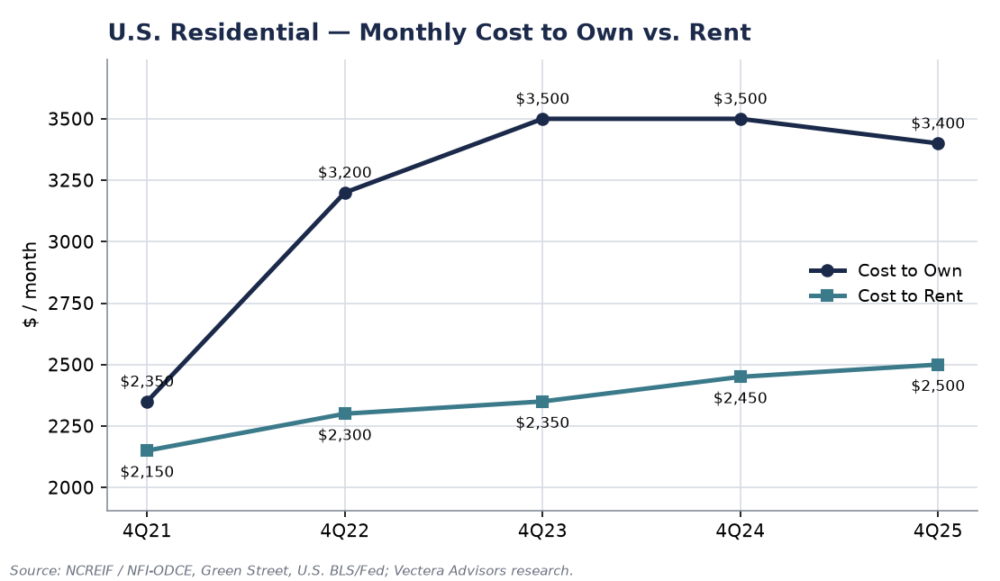 U.S. Residential — Monthly Cost to Own vs. Rent
$ / month
3500
3250
3000
2750
2500
2250
2000
$3,500
$3,500
$3,400
$3,200
$2,350
$2,150
$2,300
$2,350
$2,450
$2,500
Cost to Own
Cost to Rent
4Q21
4Q22
4Q23
4Q24
4Q25
Source: NCREIF / NFI-ODCE, Green Street, U.S. BLS/Fed; Vectera Advisors research.